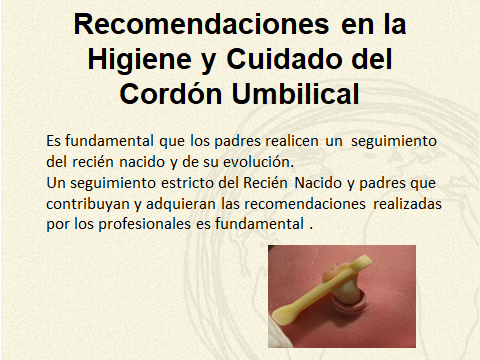 Recomendaciones en la
Higiene y Cuidado del
Cordón Umbilical
Es fundamental que los padres realicen un seguimiento
del recién nacido y de su evolución.
Un seguimiento estricto del Recién Nacido y padres que
contribuyan y adquieran las recomendaciones realizadas
por los profesionales es fundamental .